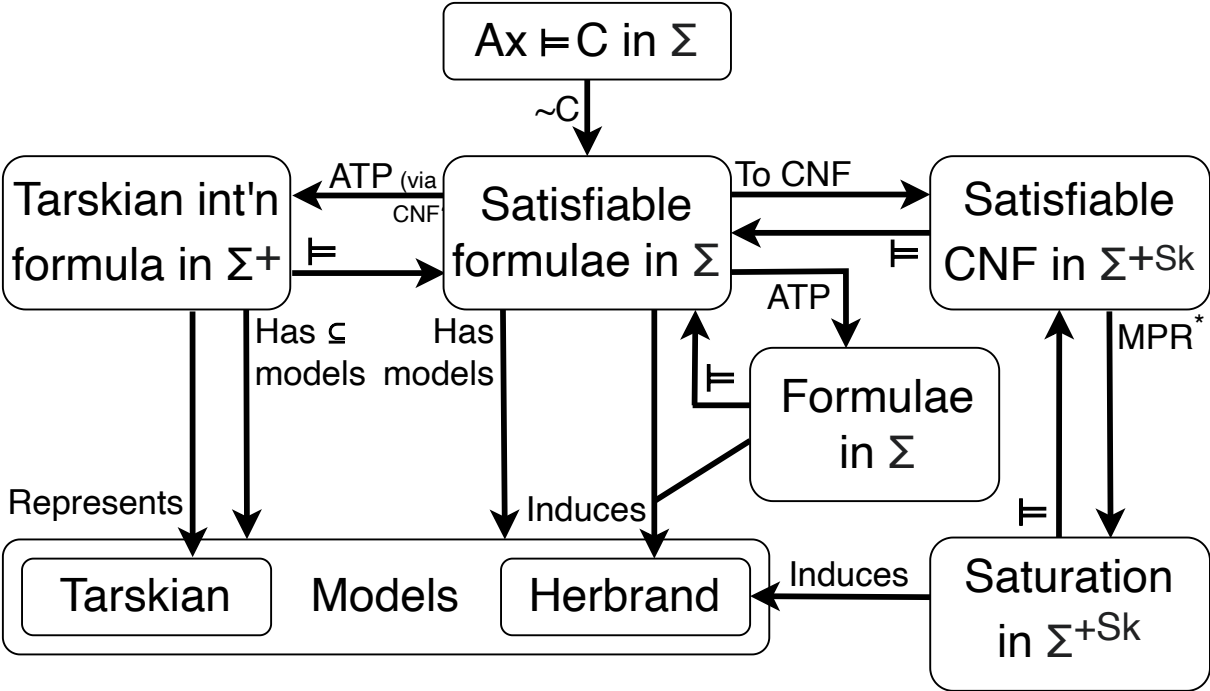 Ax ⊨ C in Σ
~C
Tarskian int'n
formula in Σ+
ATP (via
CNF
⊨
Satisfiable
formulae in Σ
To CNF
⊨
ATP
Satisfiable
CNF in Σ+Sk
MPR*
Has ⊆
models
Has
models
⊨
Formulae
in Σ
Represents
Induces
⊨
Tarskian
Models
Herbrand
Induces
Saturation
in Σ+Sk